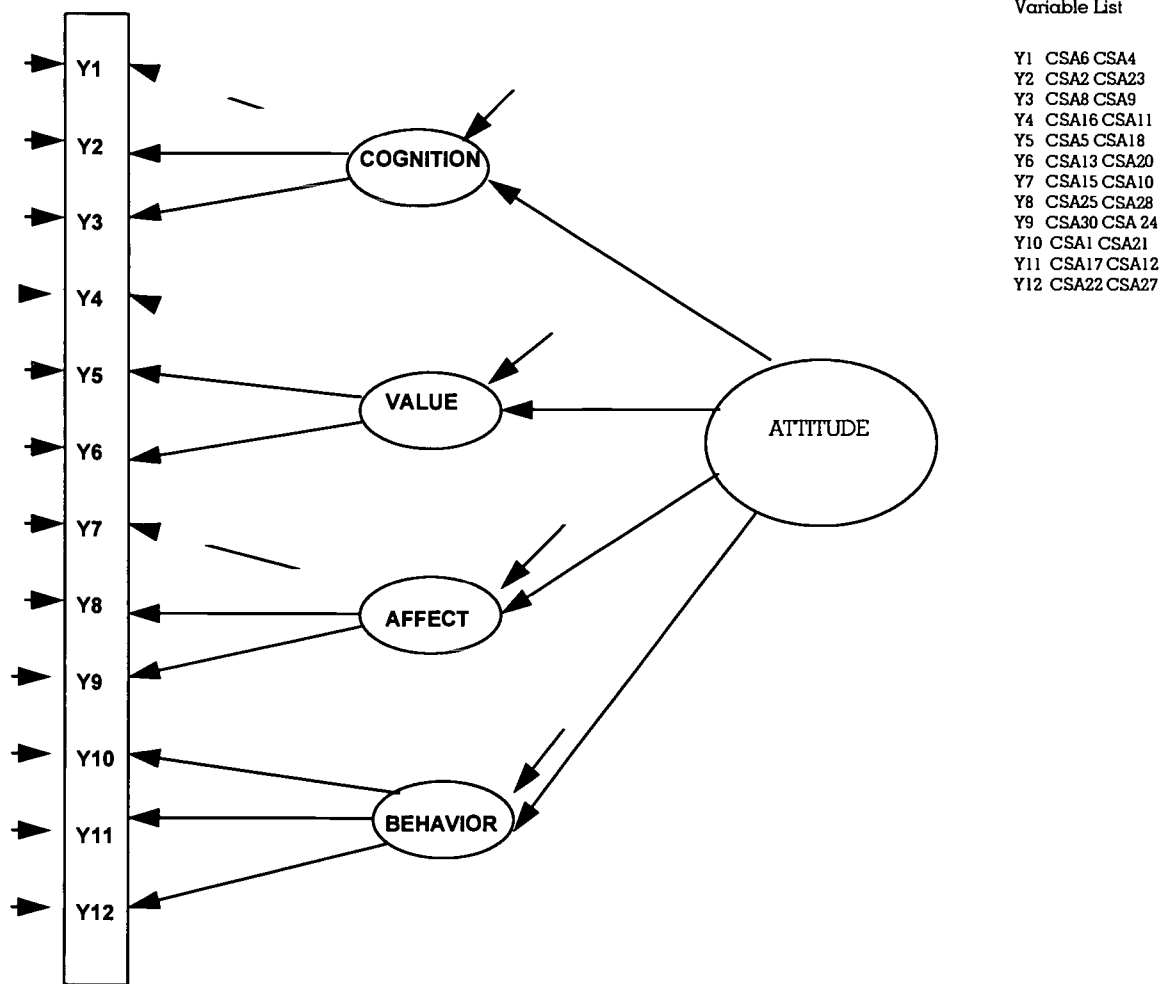 Variable List
Y1 CSA6 CSA4
Y2 CSA2 CSA23
Y3 CSA8 CSA9
Y4 CSA16 CSA11
Y5 CSA5 CSA18
Y6 CSA13 CSA20
Y7 CSA15 CSA10
Y8 CSA25 CSA28
Y9 CSA30 CSA 24
Y10 CSA1 CSA21
Y11 CSA17 CSA12
Y12 CSA22 CSA27
Y1
Y2
Y3
Y4
Y5
Y6
Y7
Y8
Y9
Y10
Y11
Y12
COGNITION
VALUE
AFFECT
BEHAVIOR
ATTITUDE